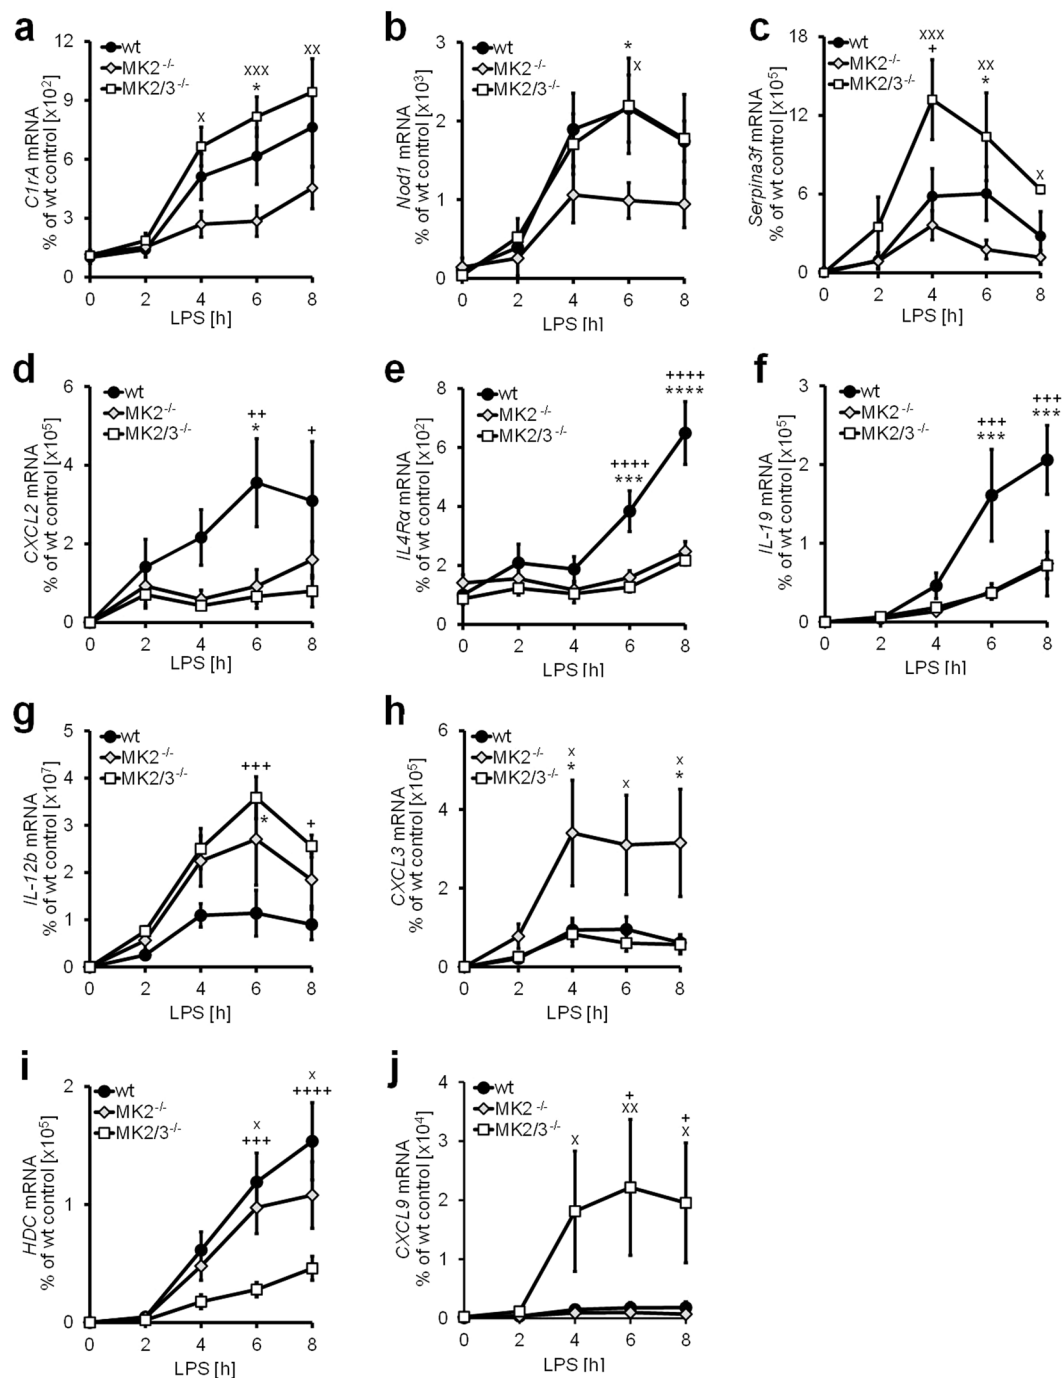 a
C1rA mRNA
% of wt control [x10²]
wt
MK2-/-
MK2/3-/-
x
xxx
*
xx
12
9
6
3
0
0 2 4 6 8
LPS [h]
b
Nod1 mRNA
% of wt control [x10³]
wt
MK2-/-
MK2/3-/-
*
x
3
2
1
0
0 2 4 6 8
LPS [h]
c
Serpina3f mRNA
% of wt control [x10⁵]
wt
MK2-/-
MK2/3-/-
xxx
+
xx
*
x
18
12
6
0
0 2 4 6 8
LPS [h]
d
CXCL2 mRNA
% of wt control [x10⁵]
wt
MK2-/-
MK2/3-/-
++
*
+
6
4
2
0
0 2 4 6 8
LPS [h]
e
IL4Rα mRNA
% of wt control [x10²]
wt
MK2-/-
MK2/3-/-
++++
***
++++
****
8
6
4
2
0
0 2 4 6 8
LPS [h]
f
IL-19 mRNA
% of wt control [x10⁵]
wt
MK2-/-
MK2/3-/-
+++
***
+++
***
3
2
1
0
0 2 4 6 8
LPS [h]
g
IL-12b mRNA
% of wt control [x10⁷]
wt
MK2-/-
MK2/3-/-
+++
*
+
5
4
3
2
1
0
0 2 4 6 8
LPS [h]
h
CXCL3 mRNA
% of wt control [x10⁵]
wt
MK2-/-
MK2/3-/-
x
*
x
x
*
6
4
2
0
0 2 4 6 8
LPS [h]
i
HDC mRNA
% of wt control [x10⁵]
wt
MK2-/-
MK2/3-/-
x
+++
x
++++
2
1
0
0 2 4 6 8
LPS [h]
j
CXCL9 mRNA
% of wt control [x10⁴]
wt
MK2-/-
MK2/3-/-
x
+
xx
+
x
4
3
2
1
0
0 2 4 6 8
LPS [h]